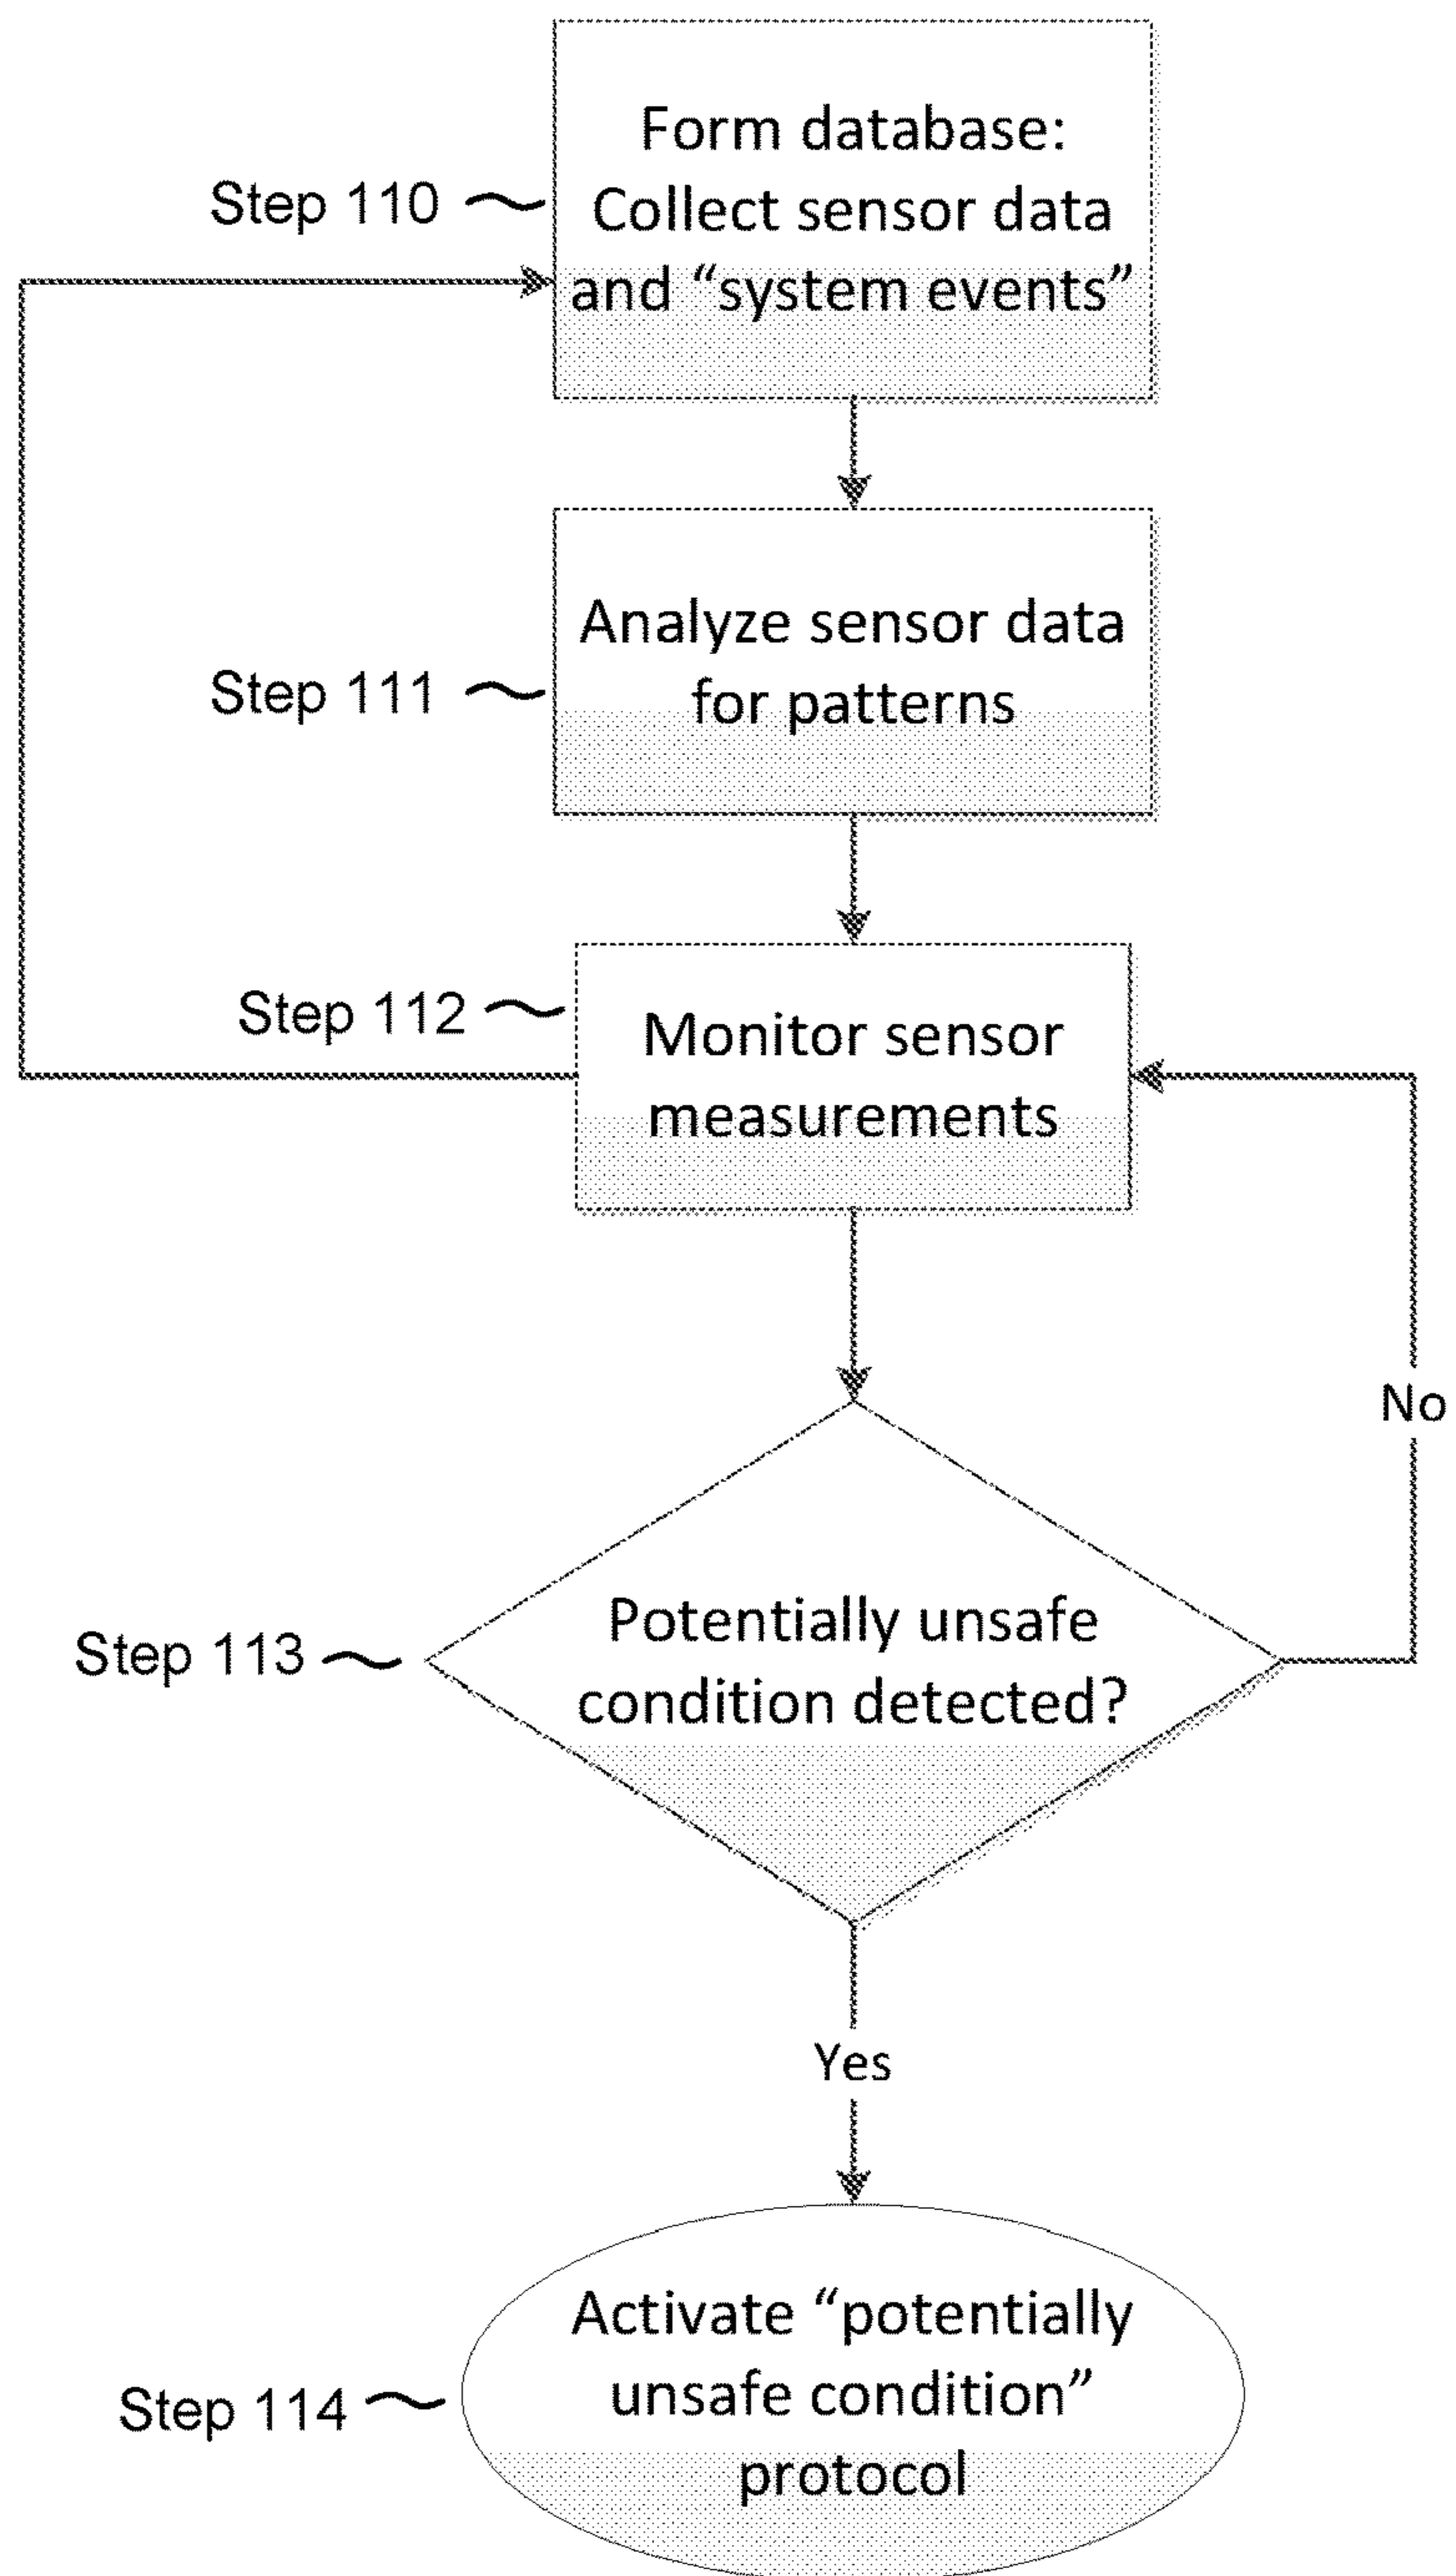 Form database:
Step 110
Collect sensor data
and “system events”
Analyze sensor data
Step 111
for patterns
Step 112
Monitor sensor
measurements
No
Step 113
Potentially unsafe
condition detected?
Yes
Activate “potentially
Step 114
unsafe condition”
protocol